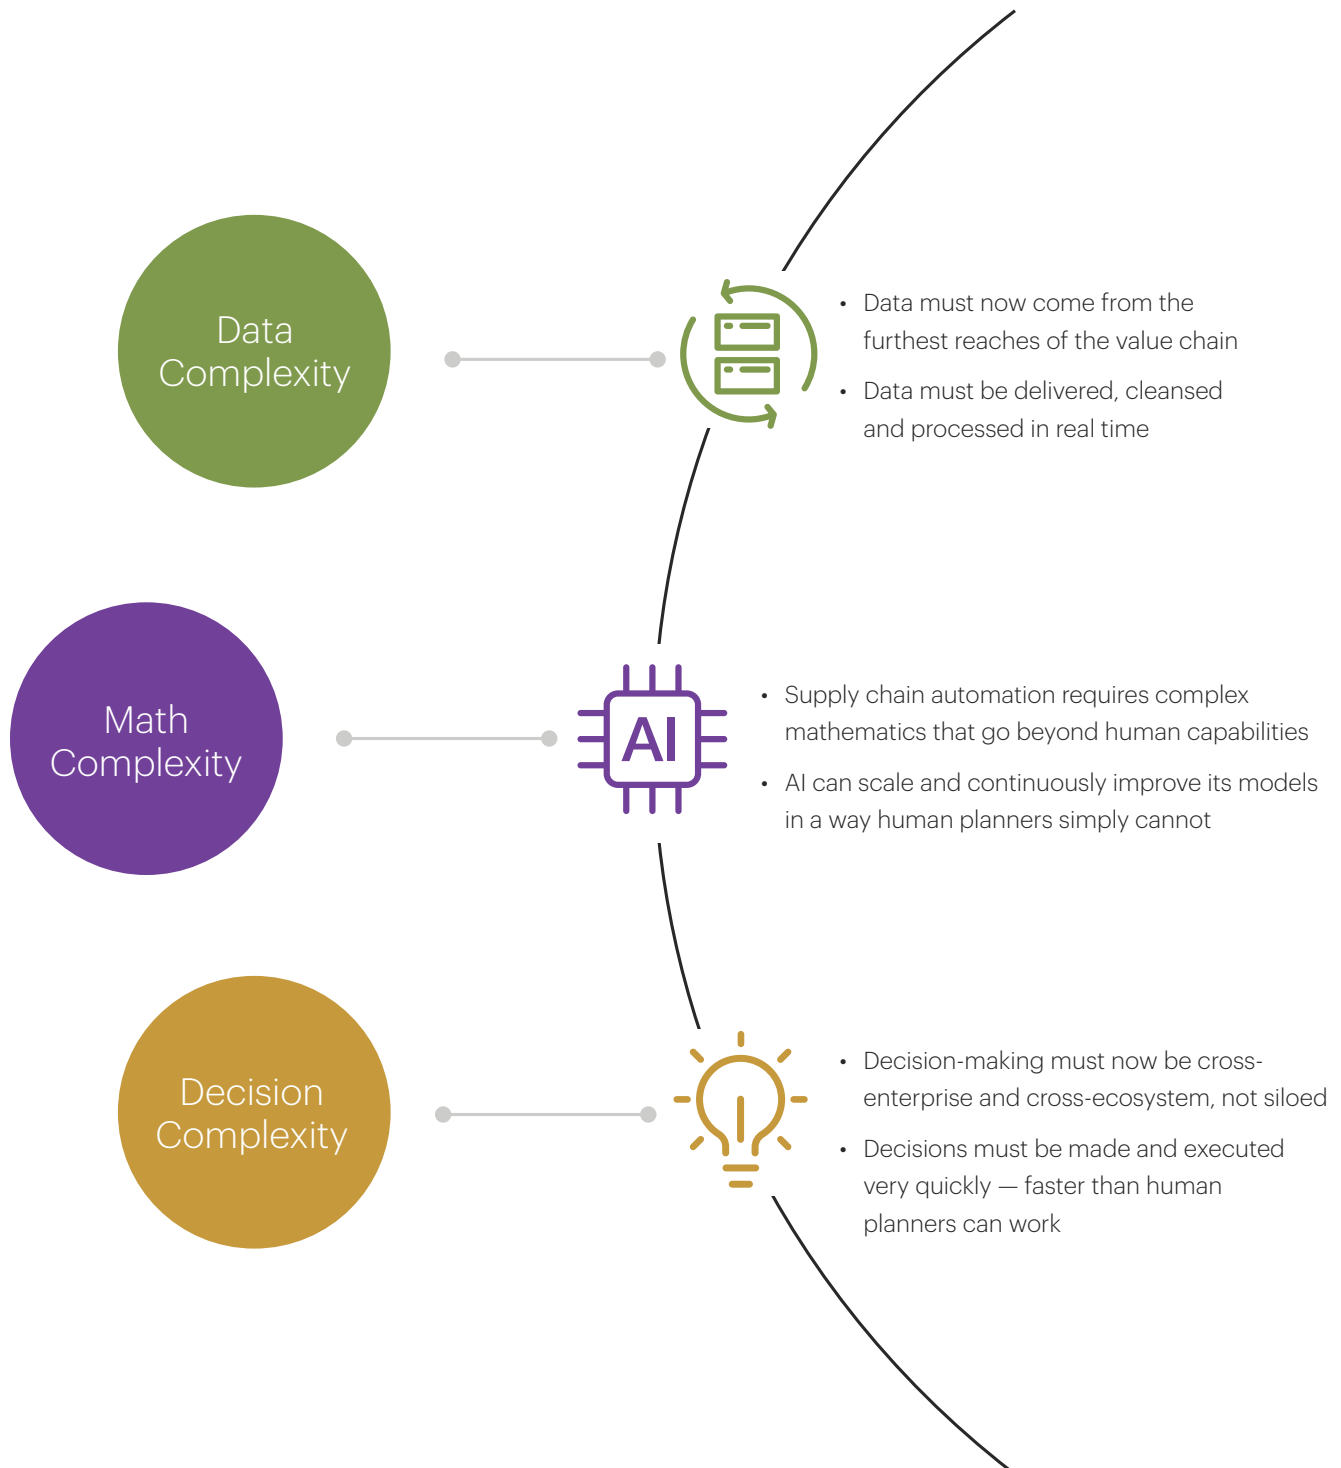 Data
Complexity
• Data must now come from the
furthest reaches of the value chain
• Data must be delivered, cleansed
and processed in real time
Math
Complexity
AI
• Supply chain automation requires complex
mathematics that go beyond human capabilities
• AI can scale and continuously improve its models
in a way human planners simply cannot
Decision
Complexity
• Decision-making must now be cross-
enterprise and cross-ecosystem, not siloed
• Decisions must be made and executed
very quickly — faster than human
planners can work